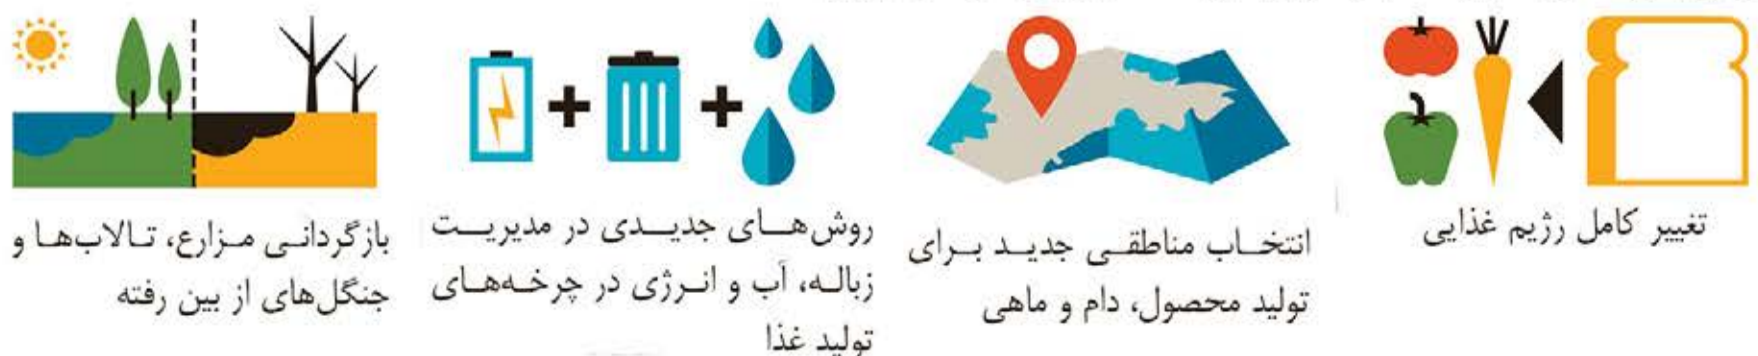 تغییر کامل رژیم غذایی
انتخاب مناطقی جدید برای
تولید محصول، دام و ماهی
روش‌های جدیدی در مدیریت
زباله، آب و انرژی در چرخه‌های
تولید غذا
بازگردانی مزارع، تالاب‌ها و
جنگل‌های از بین رفته